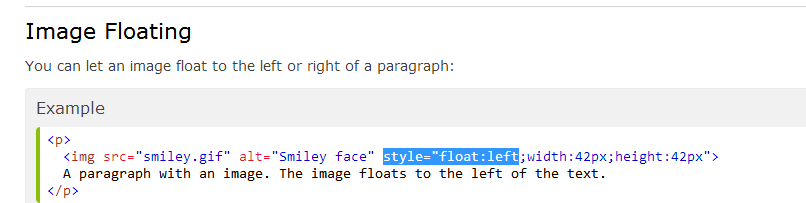 Image Floating
You can let an image float to the left or right of a paragraph:
Example
<p>
<img src="smiley.gif" alt="Smiley face" style="float:left;width:42px;height:42px">
A paragraph with an image. The image floats to the left of the text.
</p>